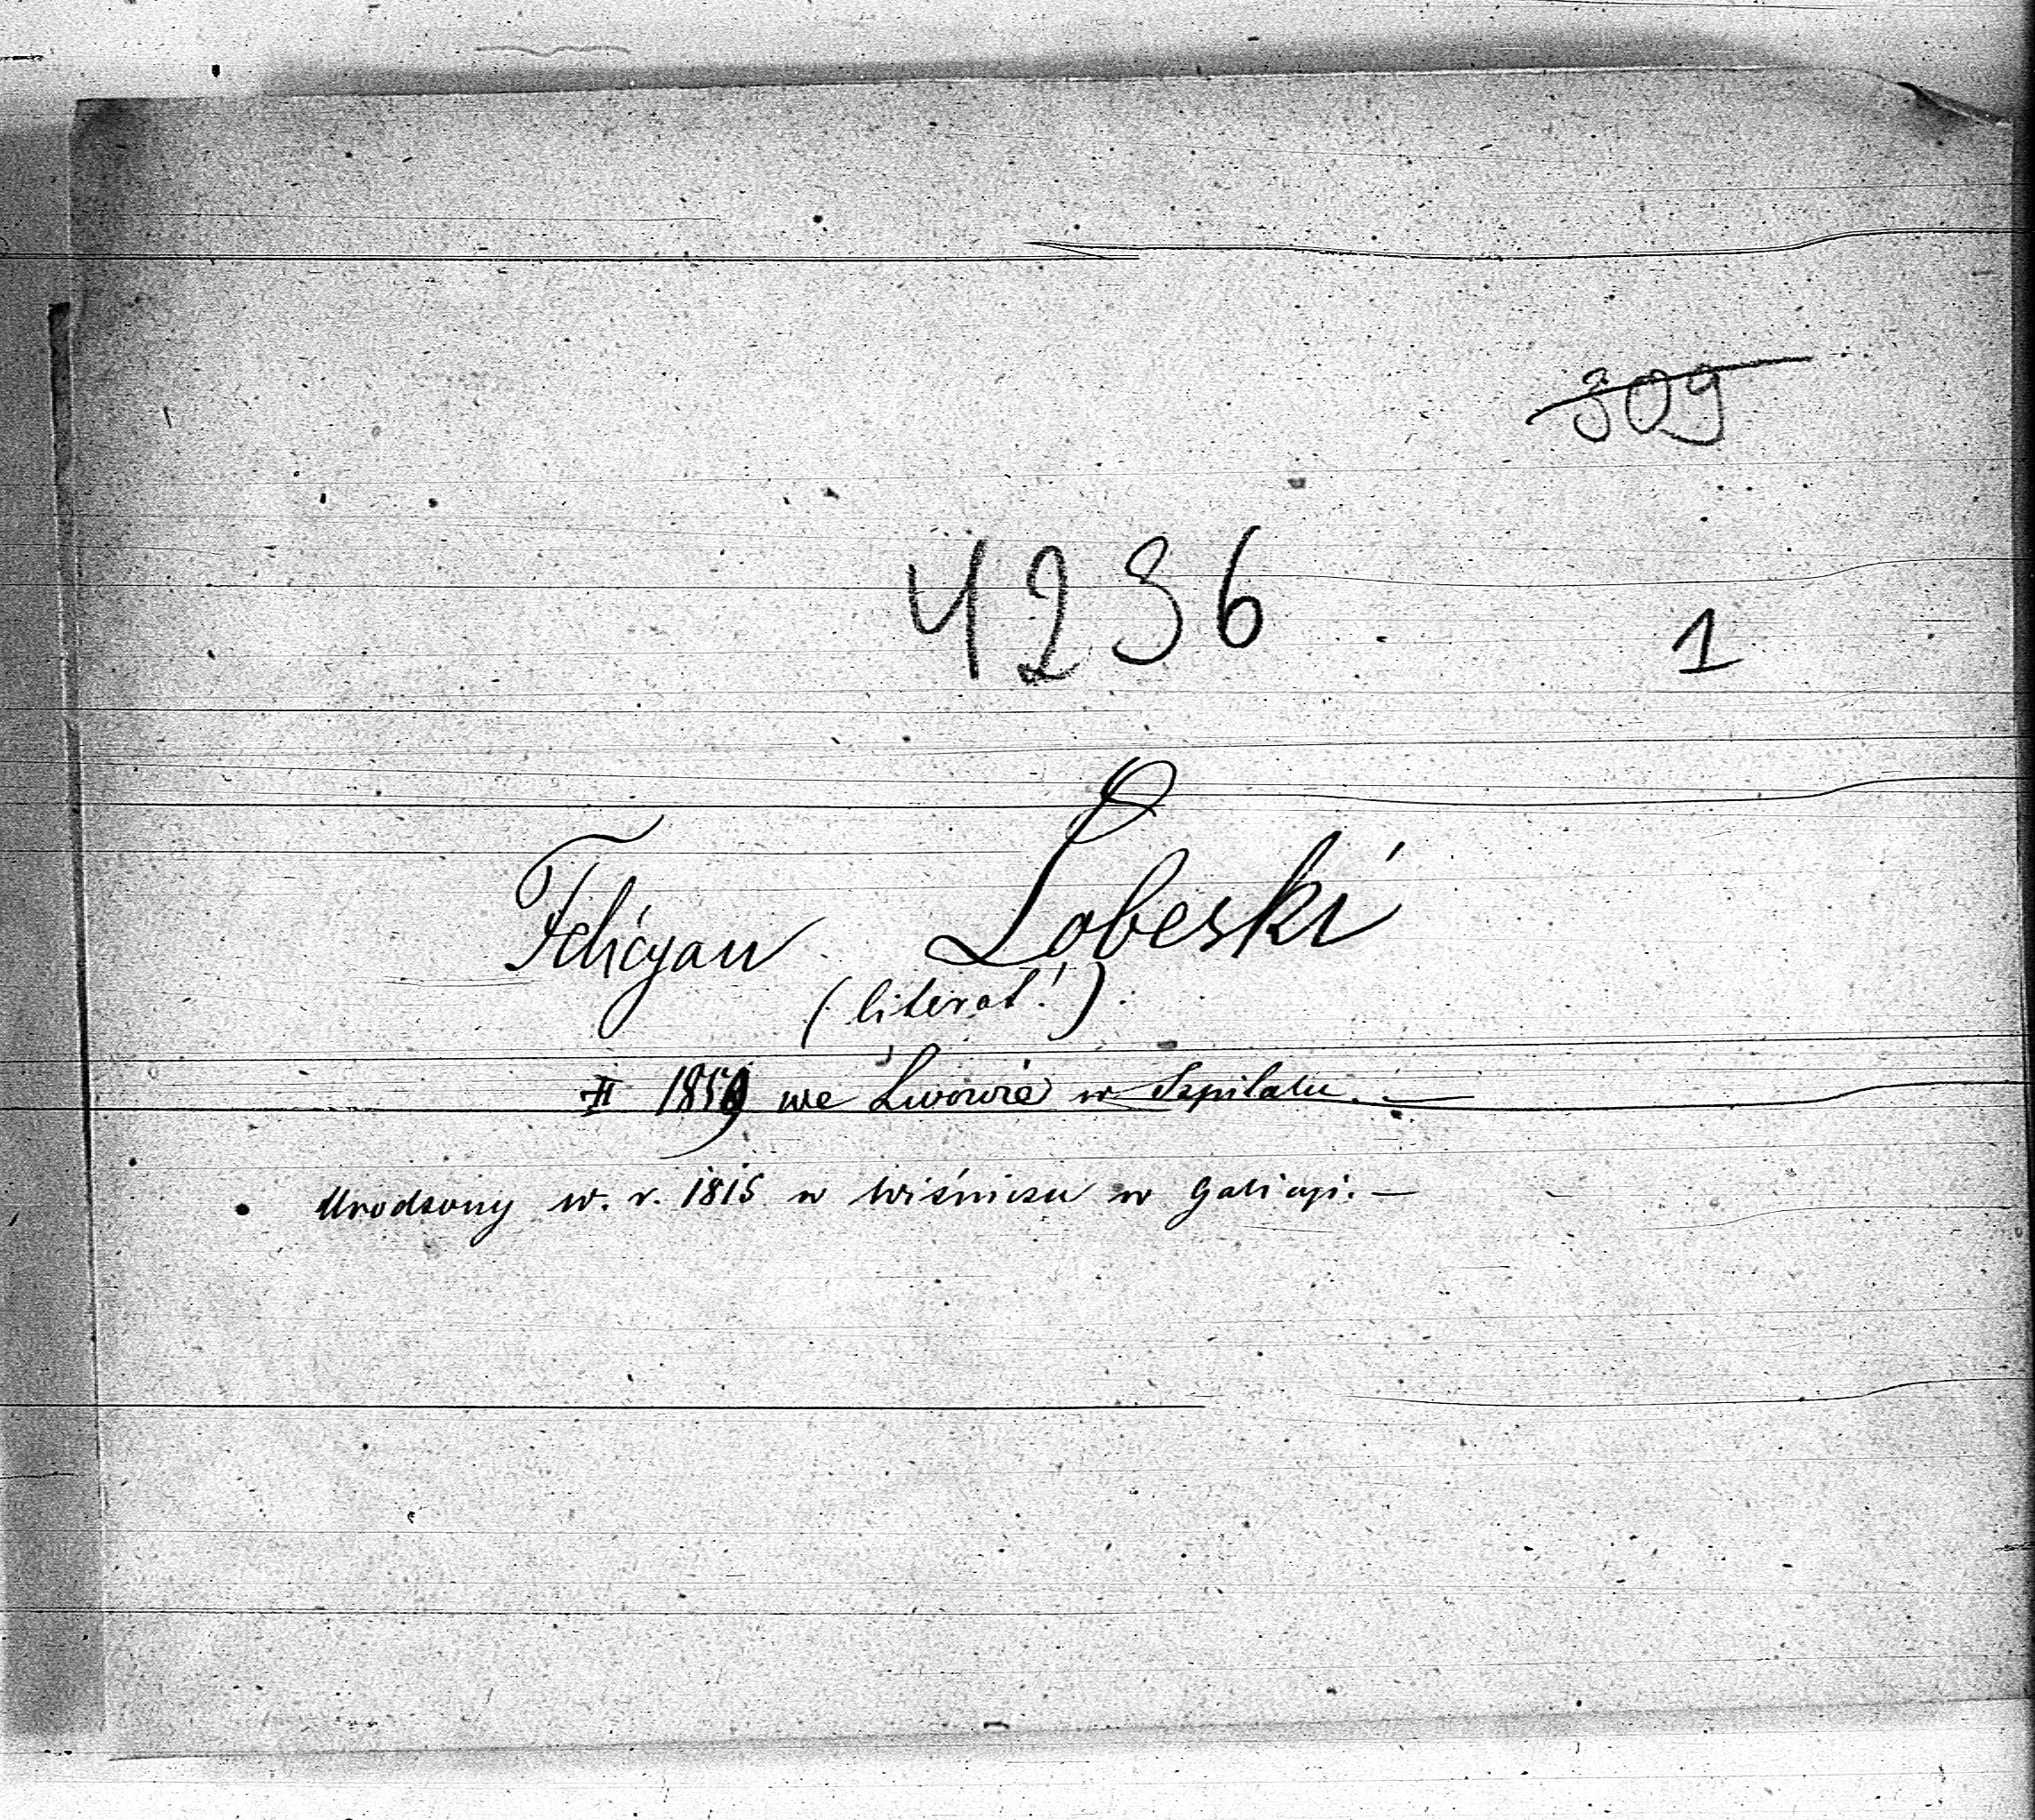 309
4236
1
Felicyan Łobeski
(literat!).
⹋ 1859 we Lwowie w Szpitalu. —
Urodzony w. r. 1815 w Wiśniczu w Galicyi. —